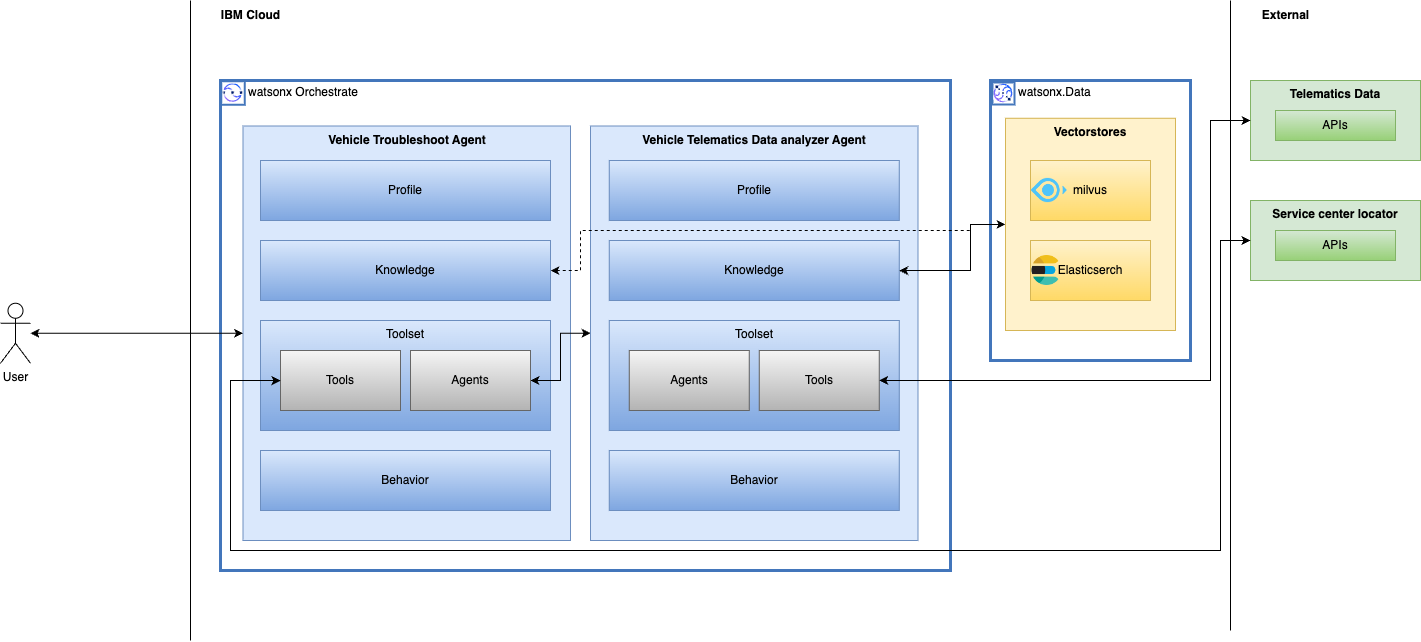 IBM Cloud
External
watsonx Orchestrate
watsonx.Data
Vehicle Troubleshoot Agent
Profile
Knowledge
Toolset
Tools
Agents
Behavior
Vehicle Telematics Data analyzer Agent
Profile
Knowledge
Toolset
Agents
Tools
Behavior
Vectorstores
milvus
Elasticserch
Telematics Data
APIs
Service center locator
APIs
User